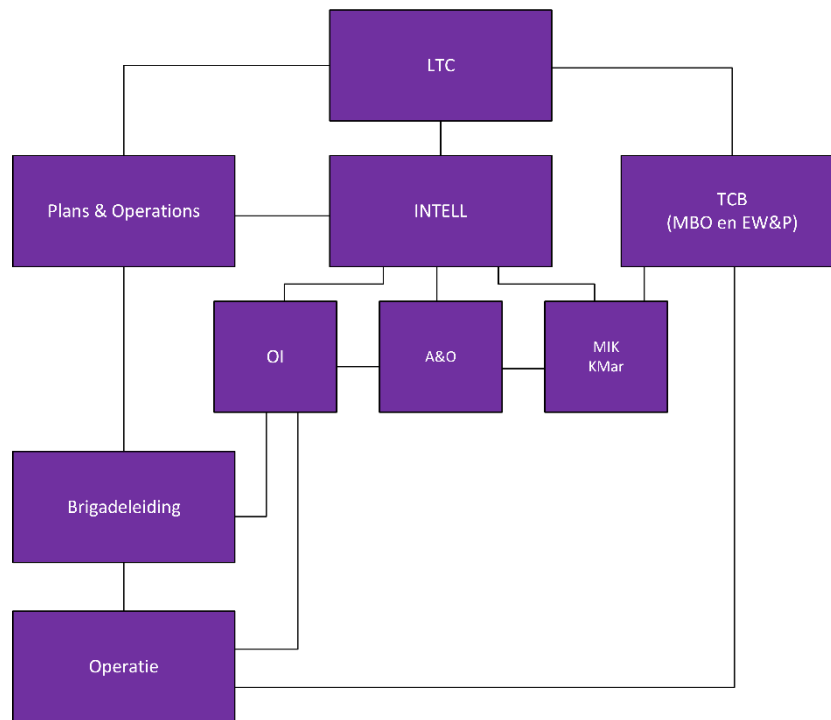 LTC
Plans & Operations
INTELL
TCB
(MBO en EW&P)
OI
A&O
MIK
KMar
Brigadeleiding
Operatie